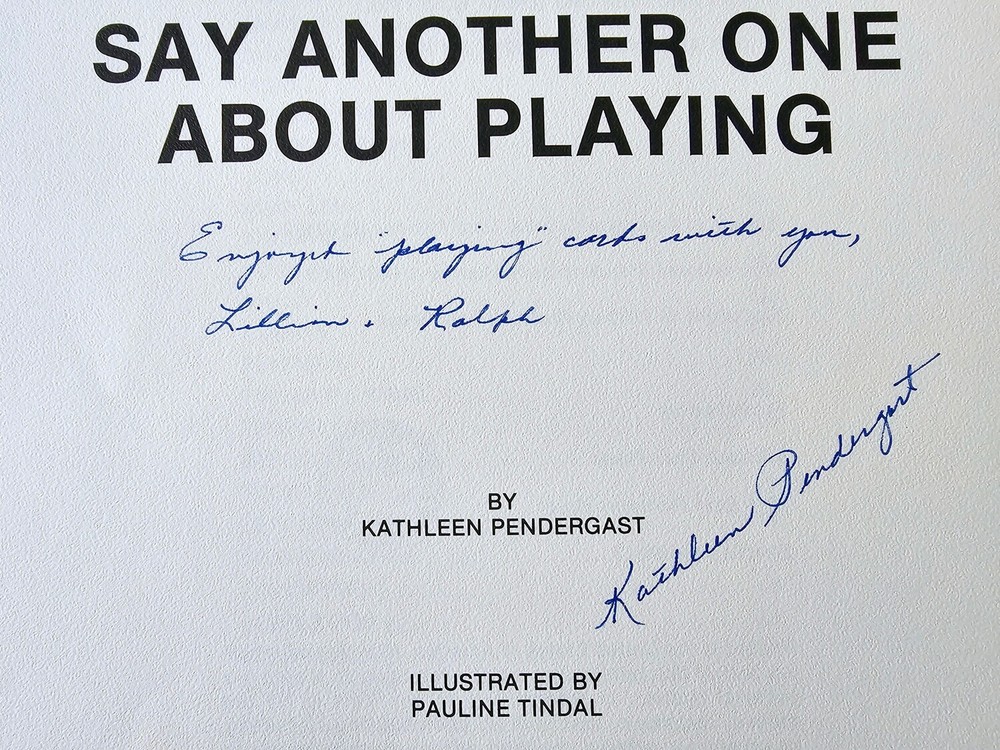 SAY ANOTHER ONE
ABOUT PLAYING
Enjoyed "playing" cards with you,
Lillian + Ralph
BY
KATHLEEN PENDERGAST
Kathleen Pendergast
ILLUSTRATED BY
PAULINE TINDAL